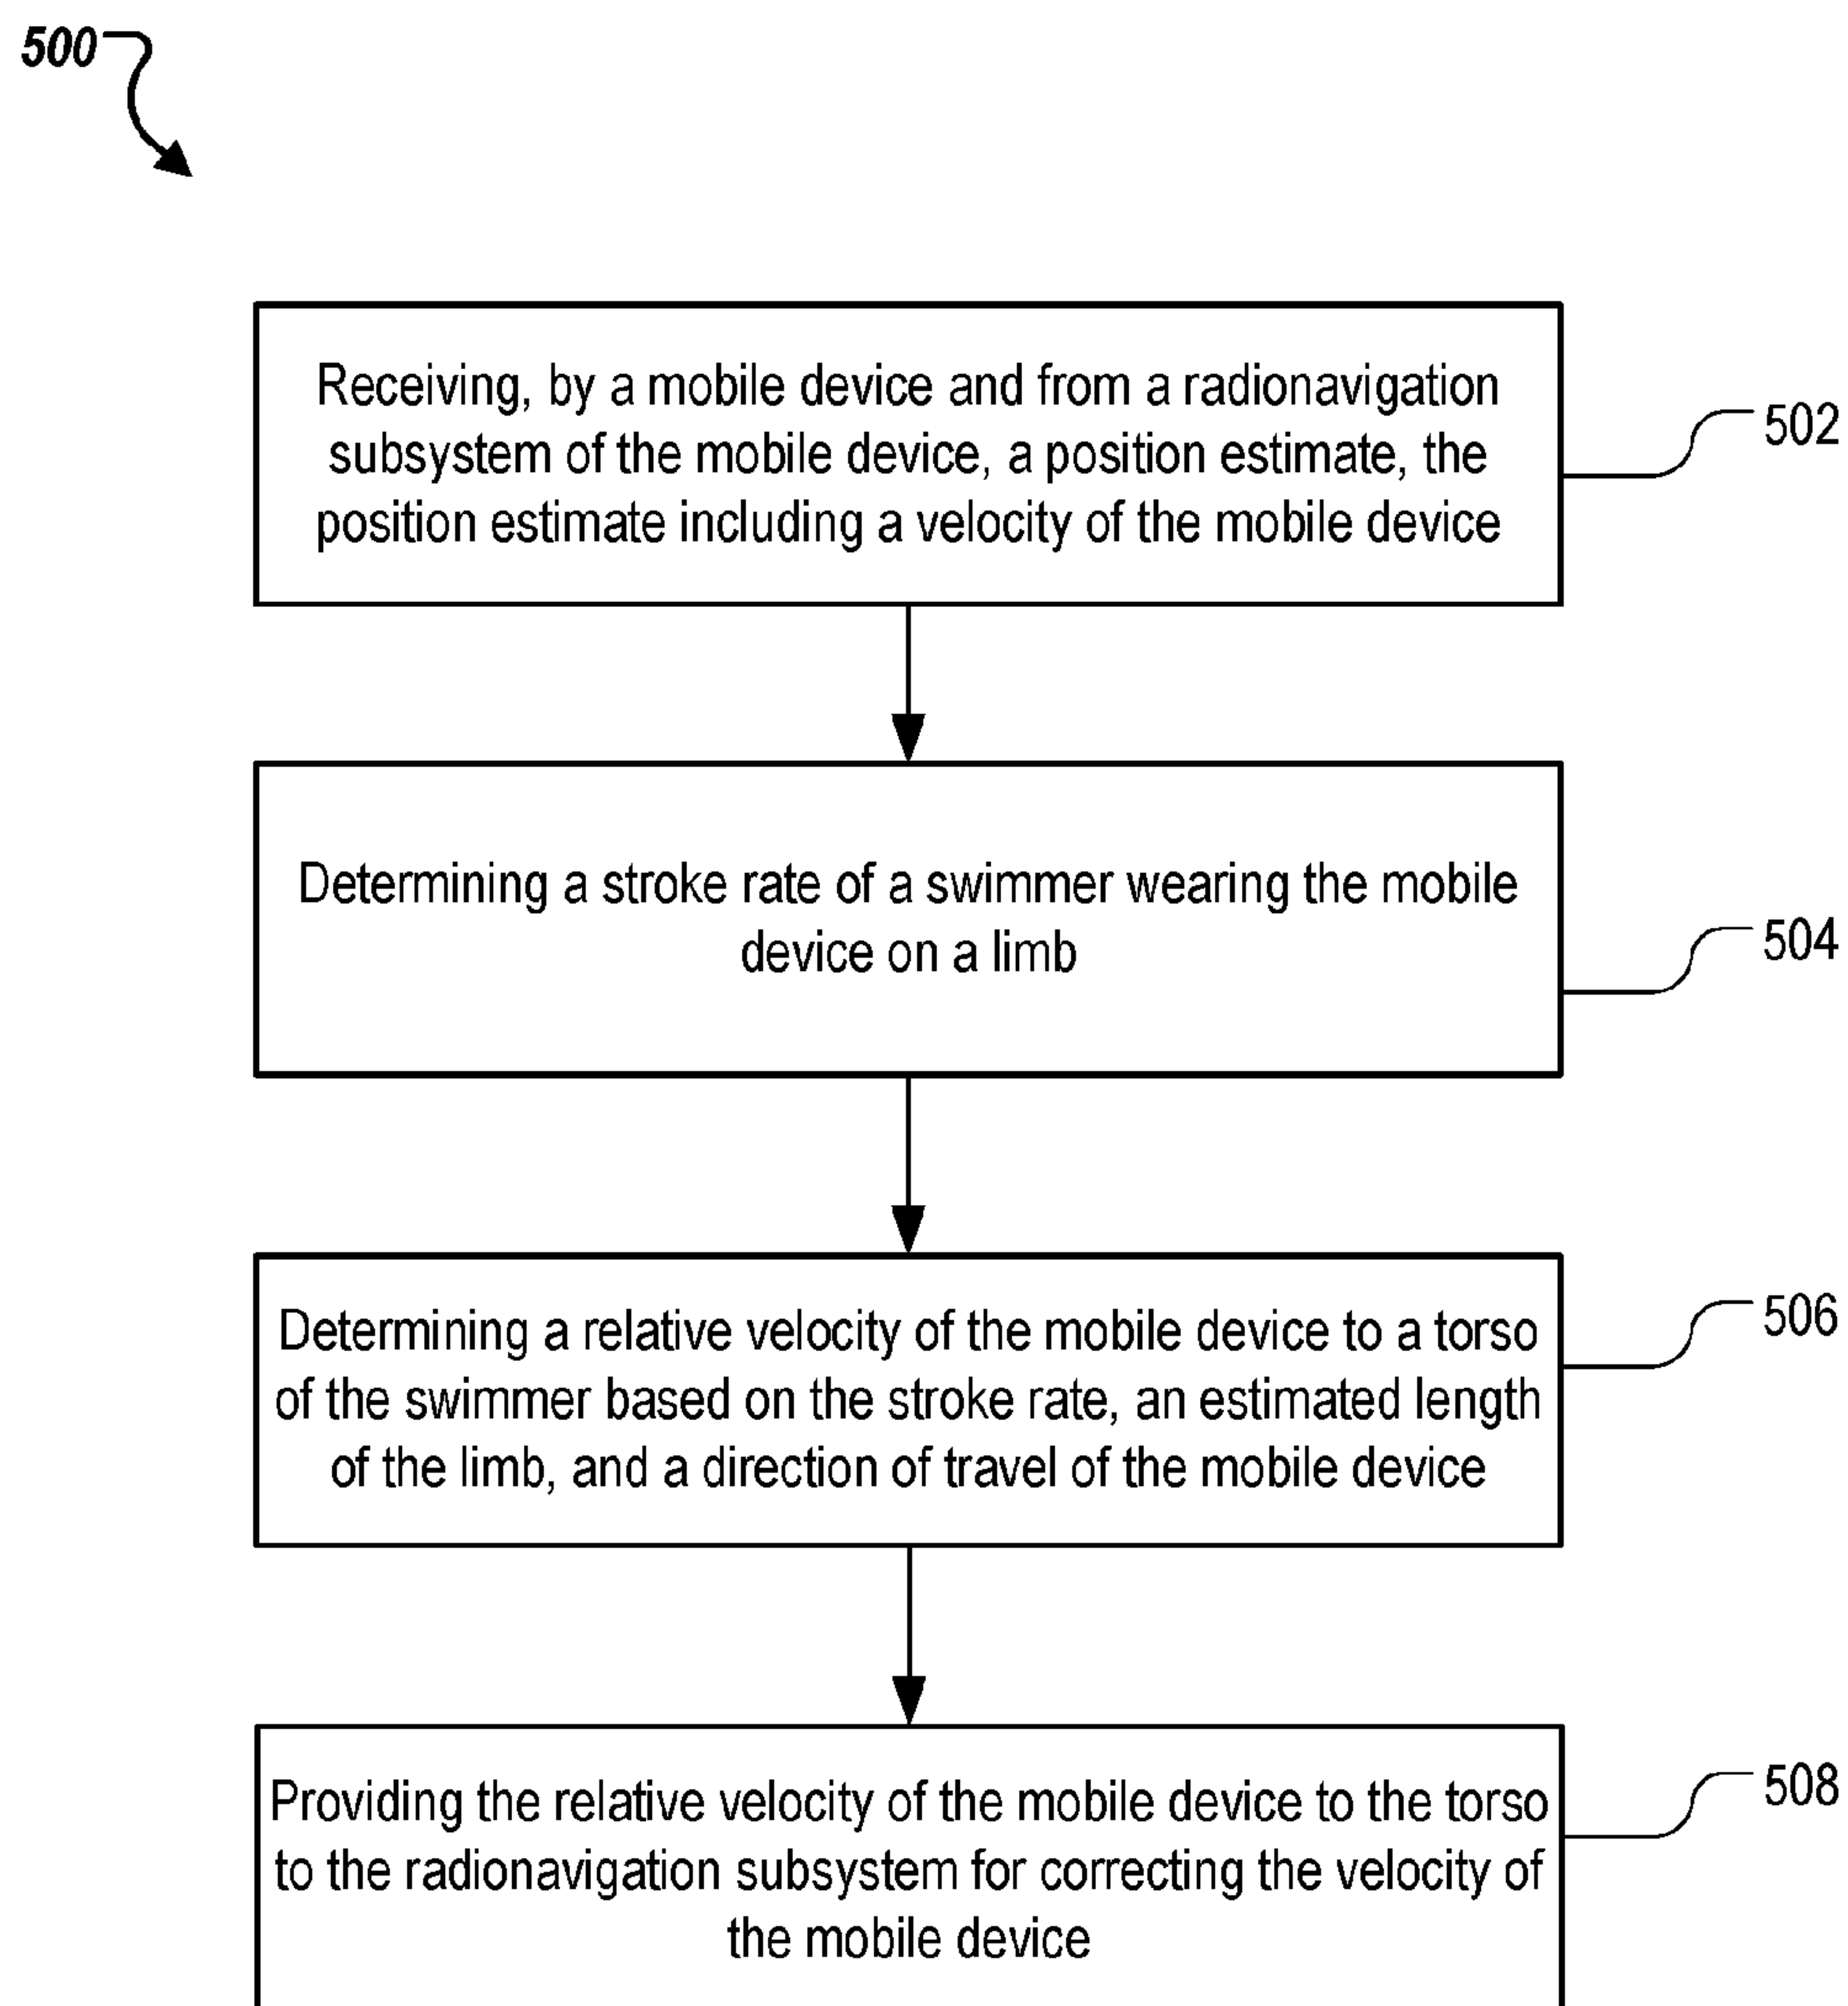 500
Receiving, by a mobile device and from a radionavigation
subsystem of the mobile device, a position estimate, the
position estimate including a velocity of the mobile device
502
Determining a stroke rate of a swimmer wearing the mobile
device on a limb
504
Determining a relative velocity of the mobile device to a torso
of the swimmer based on the stroke rate, an estimated length
of the limb, and a direction of travel of the mobile device
506
Providing the relative velocity of the mobile device to the torso
to the radionavigation subsystem for correcting the velocity of
the mobile device
508